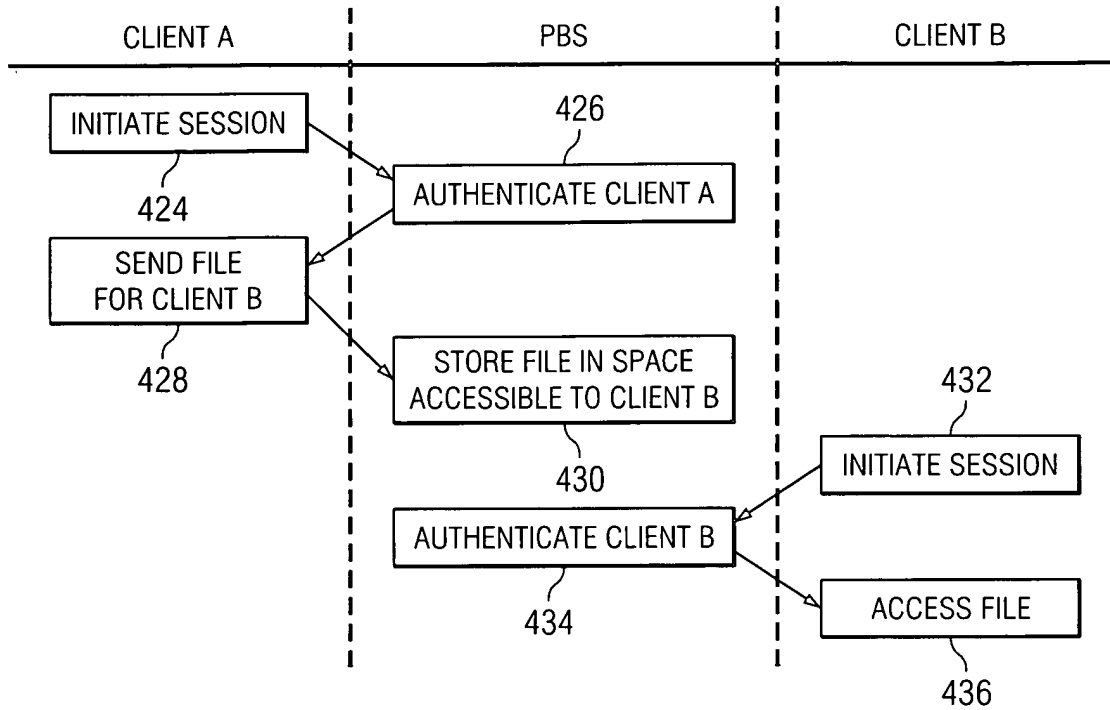 CLIENT A
PBS
CLIENT B
INITIATE SESSION
424
426
AUTHENTICATE CLIENT A
SEND FILE
FOR CLIENT B
428
STORE FILE IN SPACE
ACCESSIBLE TO CLIENT B
430
432
INITIATE SESSION
AUTHENTICATE CLIENT B
434
ACCESS FILE
436